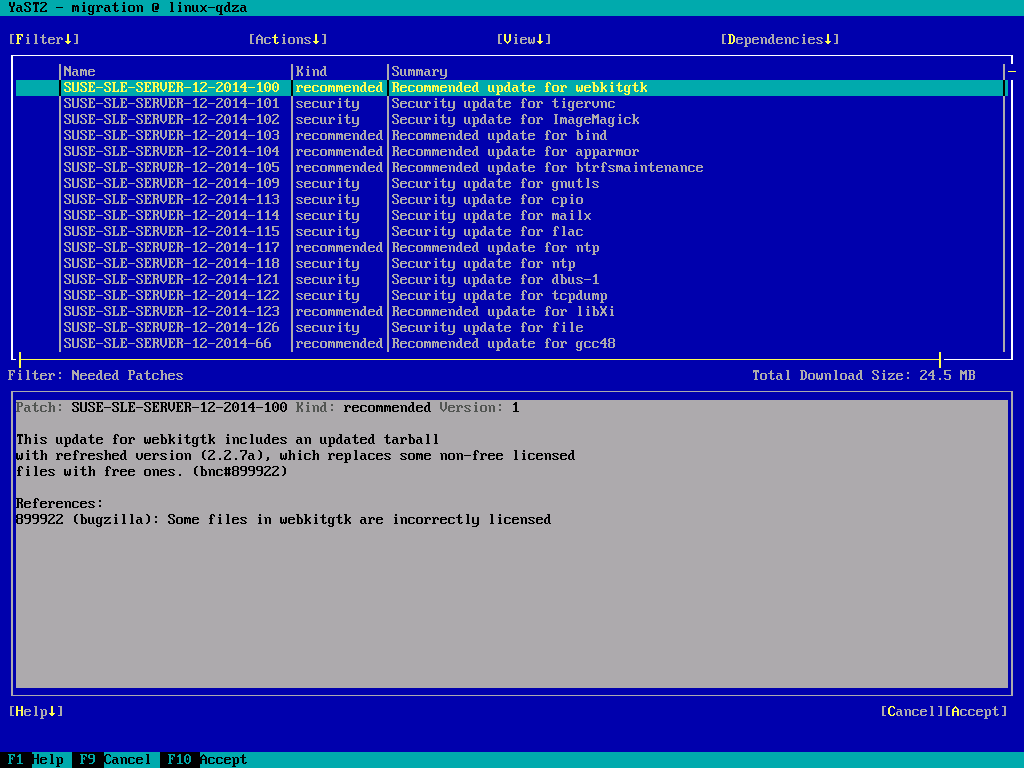 YaST2 - migration @ linux-qdza
[Filter↓] [Actions↓] [View↓] [Dependencies↓]
Name Kind Summary
SUSE-SLE-SERVER-12-2014-100 recommended Recommended update for webkitgtk
SUSE-SLE-SERVER-12-2014-101 security Security update for tigervnc
SUSE-SLE-SERVER-12-2014-102 security Security update for ImageMagick
SUSE-SLE-SERVER-12-2014-103 recommended Recommended update for bind
SUSE-SLE-SERVER-12-2014-104 recommended Recommended update for apparmor
SUSE-SLE-SERVER-12-2014-105 recommended Recommended update for btrfsmaintenance
SUSE-SLE-SERVER-12-2014-109 security Security update for gnutls
SUSE-SLE-SERVER-12-2014-113 security Security update for cpio
SUSE-SLE-SERVER-12-2014-114 security Security update for mailx
SUSE-SLE-SERVER-12-2014-115 security Security update for flac
SUSE-SLE-SERVER-12-2014-117 recommended Recommended update for ntp
SUSE-SLE-SERVER-12-2014-118 security Security update for ntp
SUSE-SLE-SERVER-12-2014-121 security Security update for dbus-1
SUSE-SLE-SERVER-12-2014-122 security Security update for tcpdump
SUSE-SLE-SERVER-12-2014-123 recommended Recommended update for libXi
SUSE-SLE-SERVER-12-2014-126 security Security update for file
SUSE-SLE-SERVER-12-2014-66 recommended Recommended update for gcc48
Filter: Needed Patches Total Download Size: 24.5 MB
Patch: SUSE-SLE-SERVER-12-2014-100 Kind: recommended Version: 1
This update for webkitgtk includes an updated tarball
with refreshed version (2.2.7a), which replaces some non-free licensed
files with free ones. (bnc#899922)
References:
899922 (bugzilla): Some files in webkitgtk are incorrectly licensed
[Help↓] [Cancel][Accept]
F1 Help F9 Cancel F10 Accept